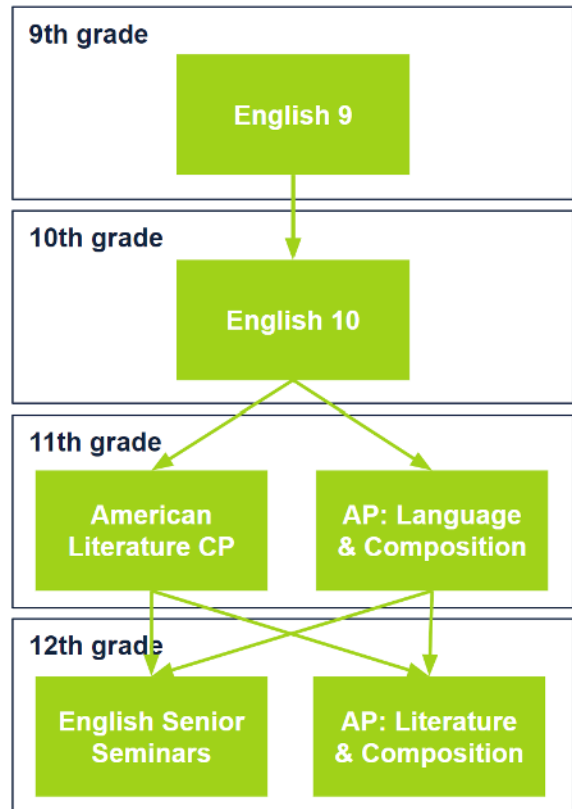 9th grade
English 9
10th grade
English 10
11th grade
American
Literature CP
AP: Language
& Composition
12th grade
English Senior
Seminars
AP: Literature
& Composition